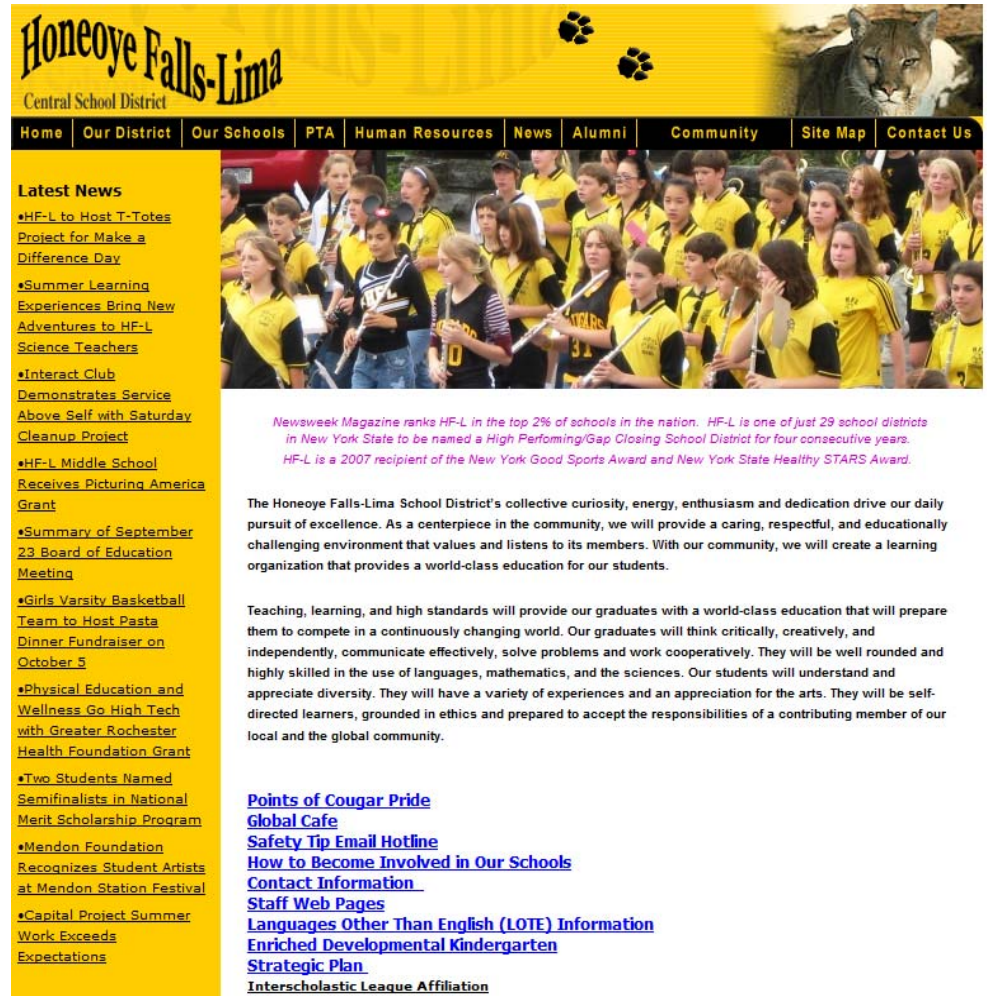 Honeoye Falls-Lima
Central School District
Home
Our District
Our Schools
PTA
Human Resources
News
Alumni
Community
Site Map
Contact Us
Latest News
•HF-L to Host T-Totes
Project for Make a
Difference Day
•Summer Learning
Experiences Bring New
Adventures to HF-L
Science Teachers
•Interact Club
Demonstrates Service
Above Self with Saturday
Cleanup Project
•HF-L Middle School
Receives Picturing America
Grant
•Summary of September
23 Board of Education
Meeting
•Girls Varsity Basketball
Team to Host Pasta
Dinner Fundraiser on
October 5
•Physical Education and
Wellness Go High Tech
with Greater Rochester
Health Foundation Grant
•Two Students Named
Semifinalists in National
Merit Scholarship Program
•Mendon Foundation
Recognizes Student Artists
at Mendon Station Festival
•Capital Project Summer
Work Exceeds
Expectations
Newsweek Magazine ranks HF-L in the top 2% of schools in the nation. HF-L is one of just 29 school districts
in New York State to be named a High Performing/Gap Closing School District for four consecutive years.
HF-L is a 2007 recipient of the New York Good Sports Award and New York State Healthy STARS Award.
The Honeoye Falls-Lima School District's collective curiosity, energy, enthusiasm and dedication drive our daily
pursuit of excellence. As a centerpiece in the community, we will provide a caring, respectful, and educationally
challenging environment that values and listens to its members. With our community, we will create a learning
organization that provides a world-class education for our students.
Teaching, learning, and high standards will provide our graduates with a world-class education that will prepare
them to compete in a continuously changing world. Our graduates will think critically, creatively, and
independently, communicate effectively, solve problems and work cooperatively. They will be well rounded and
highly skilled in the use of languages, mathematics, and the sciences. Our students will understand and
appreciate diversity. They will have a variety of experiences and an appreciation for the arts. They will be self-
directed learners, grounded in ethics and prepared to accept the responsibilities of a contributing member of our
local and the global community.
Points of Cougar Pride
Global Cafe
Safety Tip Email Hotline
How to Become Involved in Our Schools
Contact Information
Staff Web Pages
Languages Other Than English (LOTE) Information
Enriched Developmental Kindergarten
Strategic Plan
Interscholastic League Affiliation